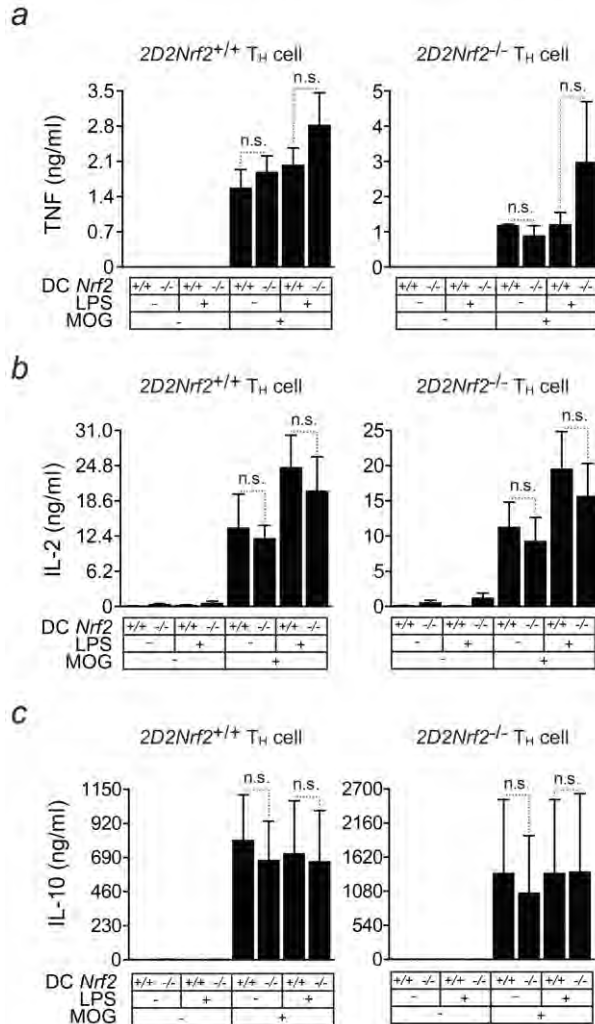 a
2D2Nrf2+/+ TH cell 2D2Nrf2-/- TH cell
TNF (ng/ml)
3.5 5
2.8 4
2.1 3
1.4 2
0.7 1
0 0
n.s. n.s. n.s. n.s.
DC Nrf2 +/+ -/- +/+ -/- +/+ -/- +/+ -/- +/+ -/- +/+ -/- +/+ -/- +/+ -/-
LPS - + - + - + - +
MOG - + - +
b
2D2Nrf2+/+ TH cell 2D2Nrf2-/- TH cell
IL-2 (ng/ml)
31.0 25
24.8 20
18.6 15
12.4 10
6.2 5
0 0
n.s. n.s. n.s. n.s.
DC Nrf2 +/+ -/- +/+ -/- +/+ -/- +/+ -/- +/+ -/- +/+ -/- +/+ -/- +/+ -/-
LPS - + - + - + - +
MOG - + - +
c
2D2Nrf2+/+ TH cell 2D2Nrf2-/- TH cell
IL-10 (ng/ml)
1150 2700
920 2160
690 1620
460 1080
230 540
0 0
n.s. n.s. n.s. n.s.
DC Nrf2 +/+ -/- +/+ -/- +/+ -/- +/+ -/- +/+ -/- +/+ -/- +/+ -/- +/+ -/-
LPS - + - + - + - +
MOG - + - +